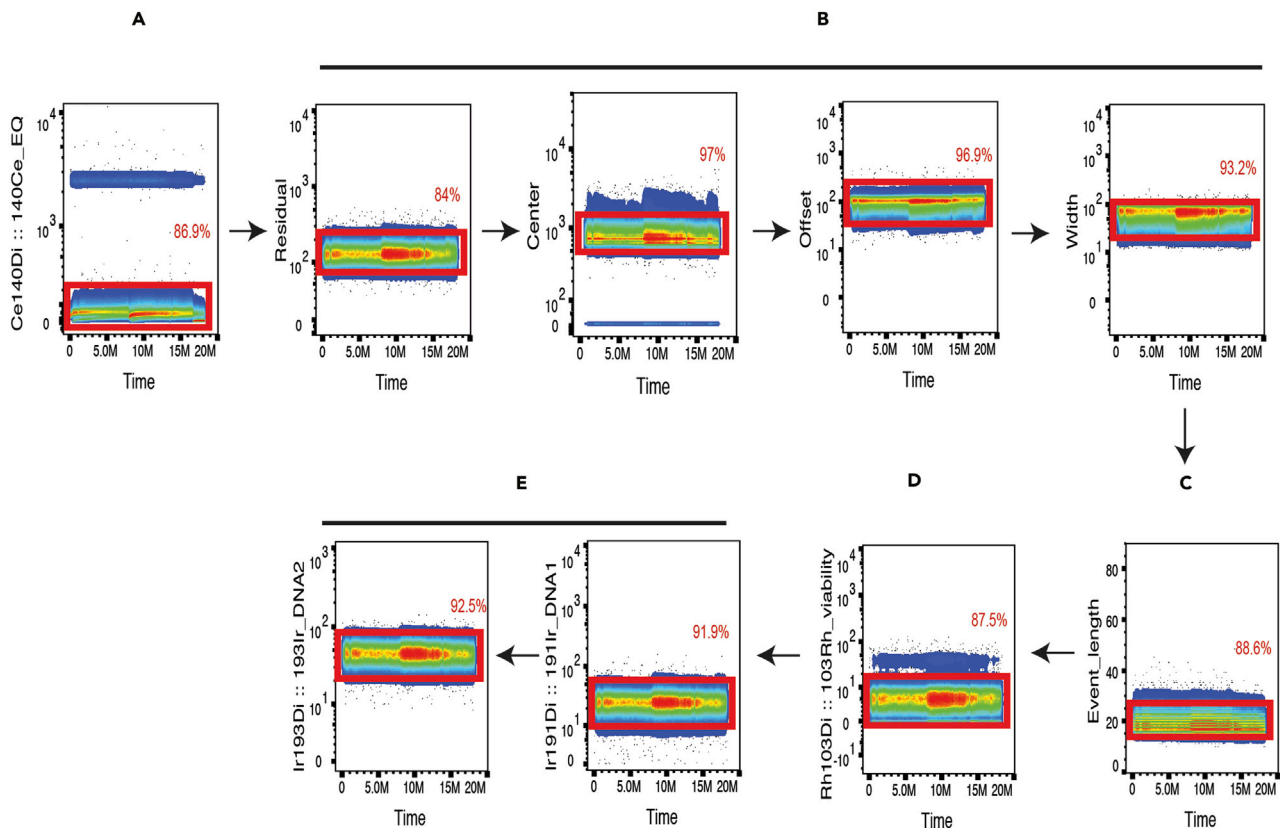 A
B
Ce140Di :: 140Ce_EQ
10^4
10^3
0
86.9%
0 5.0M 10M 15M 20M
Time
Residual
10^4
10^3
10^2
0
84%
0 5.0M 10M 15M 20M
Time
Center
10^4
10^3
10^2
0
97%
0 5.0M 10M 15M 20M
Time
Offset
10^4
10^3
10^2
10^1
0
96.9%
0 5.0M 10M 15M 20M
Time
Width
10^4
10^3
10^2
10^1
0
93.2%
0 5.0M 10M 15M 20M
Time
E
D
C
Ir193Di :: 193Ir_DNA2
10^3
10^2
10^1
0
92.5%
0 5.0M 10M 15M 20M
Time
Ir191Di :: 191Ir_DNA1
10^4
10^3
10^2
10^1
0
91.9%
0 5.0M 10M 15M 20M
Time
Rh103Di :: 103Rh_viability
10^4
10^3
10^2
10^1
0
-10^1
87.5%
0 5.0M 10M 15M 20M
Time
Event_length
80
60
40
20
0
88.6%
0 5.0M 10M 15M 20M
Time